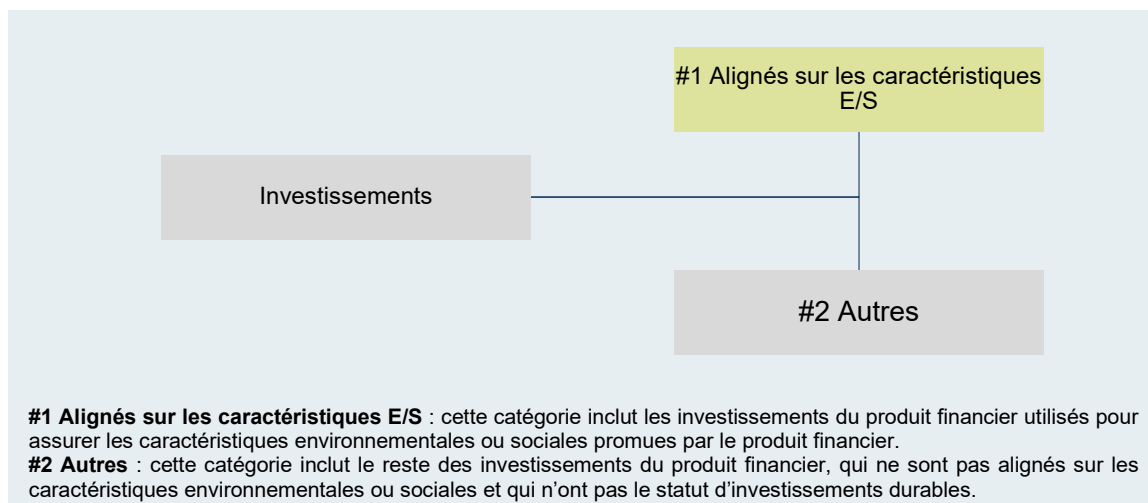 #1 Alignés sur les caractéristiques
E/S
Investissements
#2 Autres
#1 Alignés sur les caractéristiques E/S : cette catégorie inclut les investissements du produit financier utilisés pour
assurer les caractéristiques environnementales ou sociales promues par le produit financier.
#2 Autres : cette catégorie inclut le reste des investissements du produit financier, qui ne sont pas alignés sur les
caractéristiques environnementales ou sociales et qui n’ont pas le statut d’investissements durables.